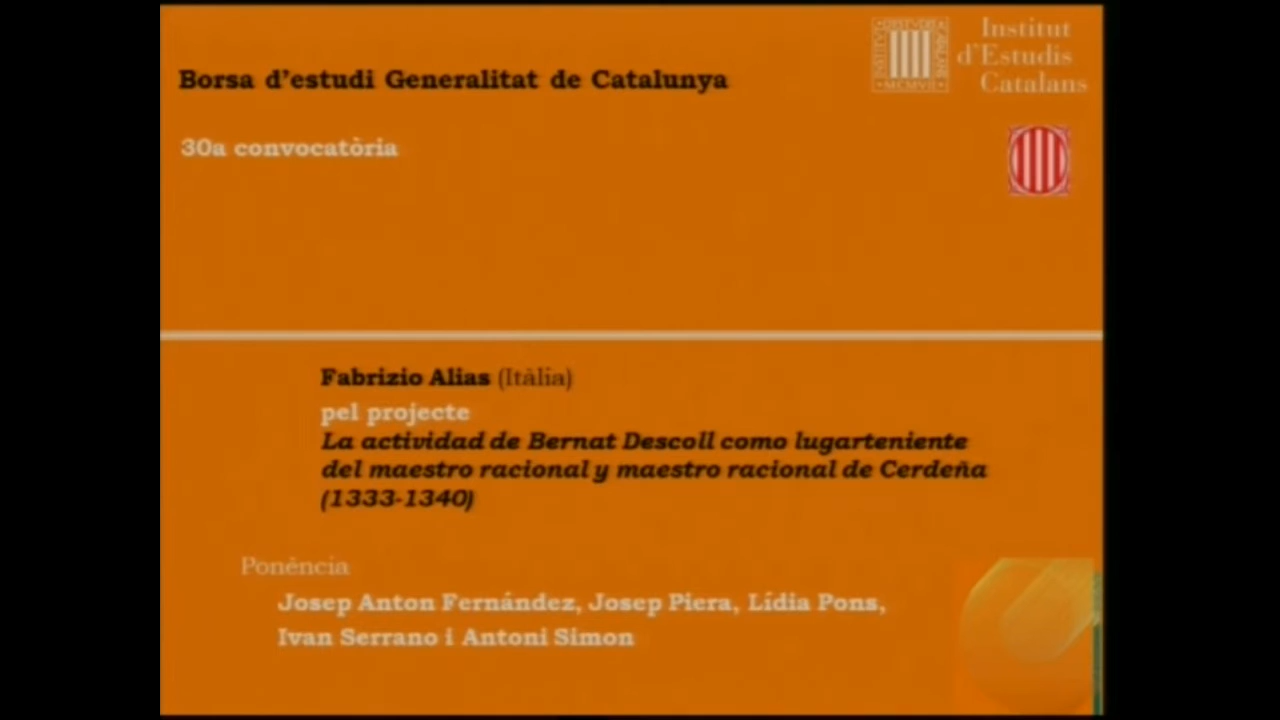 Institut
d'Estudis
Catalans
Borsa d'estudi Generalitat de Catalunya
30a convocatòria
Fabrizio Alias (Itàlia)
pel projecte
La actividad de Bernat Descoll como lugarteniente
del maestro racional y maestro racional de Cerdeña
(1333-1340)
Ponència
Josep Anton Fernández, Josep Piera, Lídia Pons,
Ivan Serrano i Antoni Simon